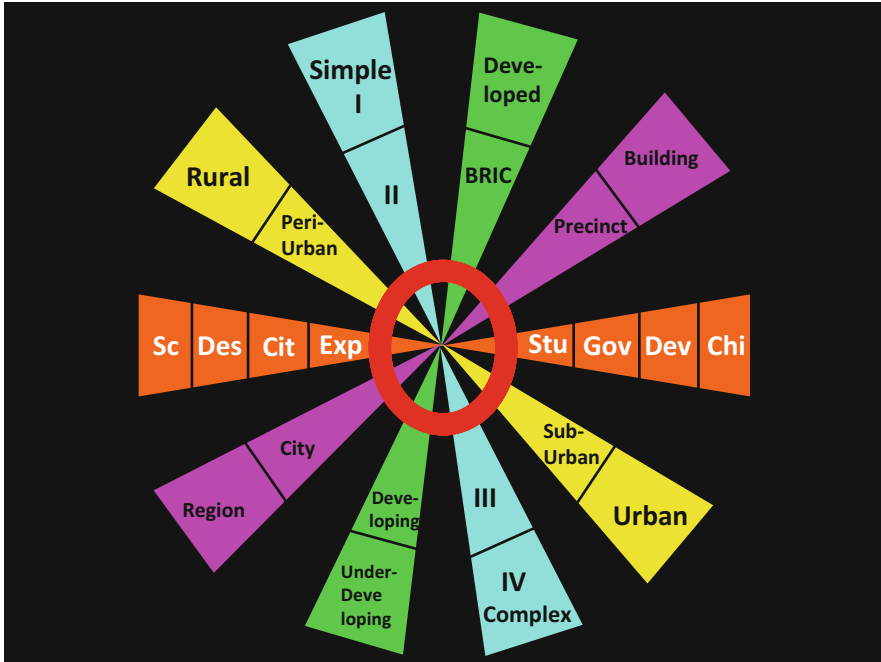 Simple
I
II
Deve-
loped
BRIC
Building
Precinct
Rural
Peri-
Urban
Sc Des Cit Exp Stu Gov Dev Chi
City
Region
Deve-
loping
Under-
Deve
loping
III
IV
Complex
Sub-
Urban
Urban